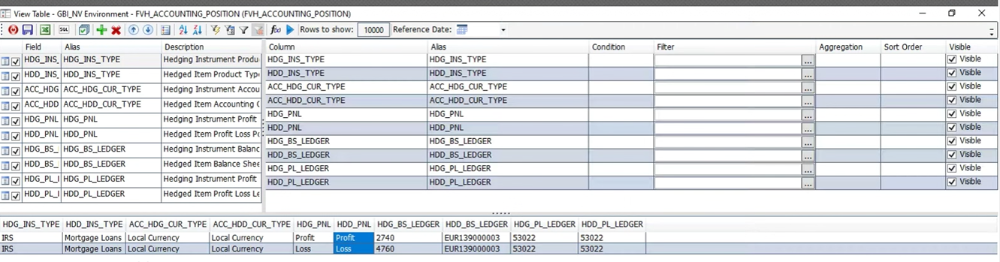 View Table - GBI_NV Environment - FVH_ACCOUNTING_POSITION (FVH_ACCOUNTING_POSITION)
SQL Rows to show: 10000 Reference Date:
Field Alias Description Column Alias Condition Filter Aggregation Sort Order Visible
HDG_INS_ HDG_INS_TYPE Hedging Instrument Produ HDG_INS_TYPE HDG_INS_TYPE ... Visible
HDD_INS_ HDD_INS_TYPE Hedged Item Product Typ HDD_INS_TYPE HDD_INS_TYPE ... Visible
ACC_HDG ACC_HDG_CUR_TYPE Hedging Instrument Accou ACC_HDG_CUR_TYPE ACC_HDG_CUR_TYPE ... Visible
ACC_HDD ACC_HDD_CUR_TYPE Hedged Item Accounting C ACC_HDD_CUR_TYPE ACC_HDD_CUR_TYPE ... Visible
HDG_PNL HDG_PNL Hedging Instrument Profit HDG_PNL HDG_PNL ... Visible
HDD_PNL HDD_PNL Hedged Item Profit Loss Po HDD_PNL HDD_PNL ... Visible
HDG_BS_ HDG_BS_LEDGER Hedging Instrument Balanc HDG_BS_LEDGER HDG_BS_LEDGER ... Visible
HDD_BS_ HDD_BS_LEDGER Hedged Item Balance Shee HDD_BS_LEDGER HDD_BS_LEDGER ... Visible
HDG_PL_I HDG_PL_LEDGER Hedging Instrument Profit HDG_PL_LEDGER HDG_PL_LEDGER ... Visible
HDD_PL_I HDD_PL_LEDGER Hedged Item Profit Loss Le HDD_PL_LEDGER HDD_PL_LEDGER ... Visible
HDG_INS_TYPE HDD_INS_TYPE ACC_HDG_CUR_TYPE ACC_HDD_CUR_TYPE HDG_PNL HDD_PNL HDG_BS_LEDGER HDD_BS_LEDGER HDG_PL_LEDGER HDD_PL_LEDGER
IRS Mortgage Loans Local Currency Local Currency Profit Profit 2740 EUR139000003 53022 53022
IRS Mortgage Loans Local Currency Local Currency Loss Loss 4760 EUR139000003 53022 53022